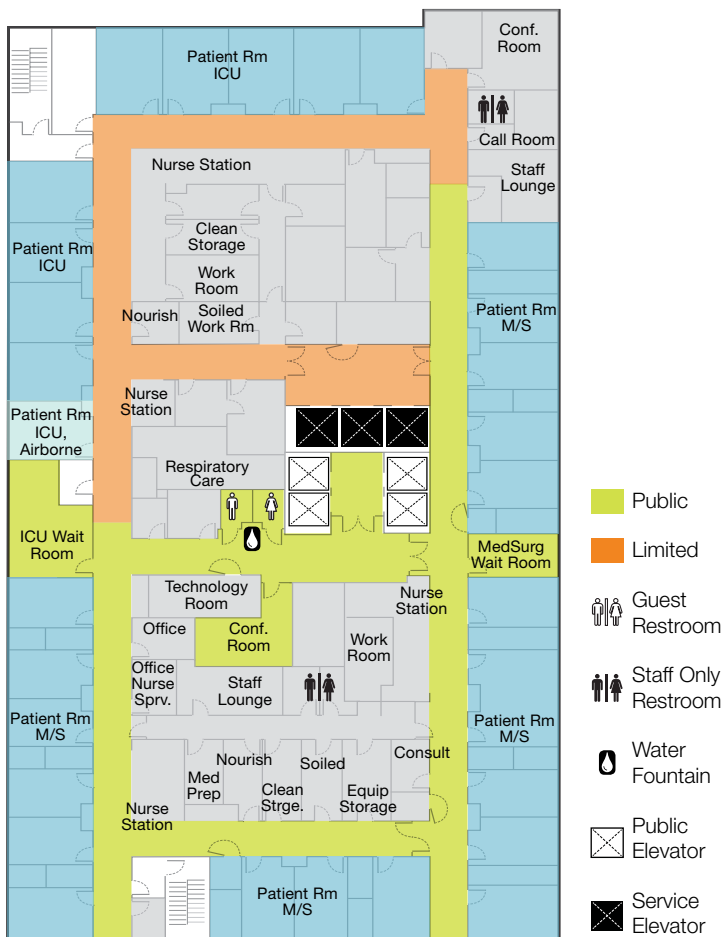 Conf.
Room
Patient Rm
ICU
Call Room
Nurse Station
Staff
Lounge
Clean
Storage
Patient Rm
ICU
Work
Room
Patient Rm
M/S
Nourish
Soiled
Work Rm
Nurse
Station
Patient Rm
ICU,
Airborne
Respiratory
Care
ICU Wait
Room
MedSurg
Wait Room
Technology
Room
Nurse
Station
Office
Conf.
Room
Work
Room
Office
Nurse
Sprv.
Staff
Lounge
Patient Rm
M/S
Patient Rm
M/S
Nourish
Soiled
Consult
Med
Prep
Clean
Strge.
Equip
Storage
Nurse
Station
Patient Rm
M/S
Public
Limited
Guest
Restroom
Staff Only
Restroom
Water
Fountain
Public
Elevator
Service
Elevator